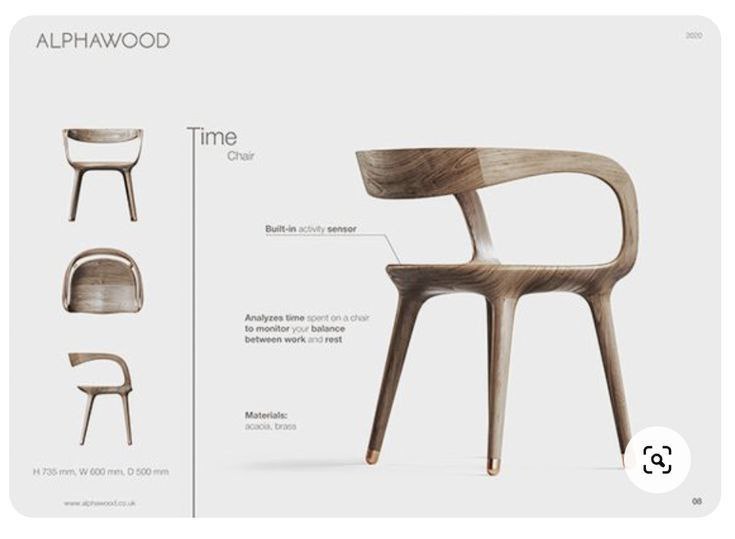 ALPHAWOOD
2020
Time
Chair
Built-in activity sensor
Analyzes time spent on a chair
to monitor your balance
between work and rest
Materials:
acacia, brass
H 735 mm, W 600 mm, D 500 mm
www.alphawood.co.uk
08